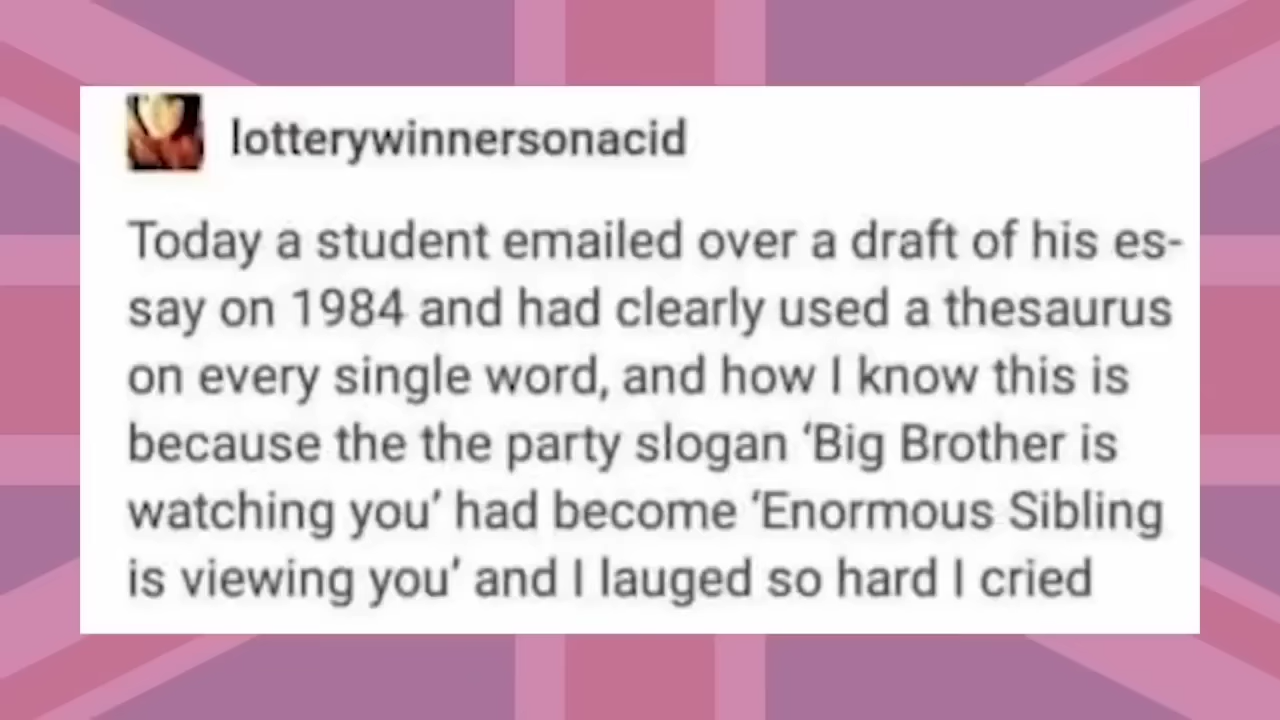 lotterywinnersonacid
Today a student emailed over a draft of his es-
say on 1984 and had clearly used a thesaurus
on every single word, and how I know this is
because the the party slogan ‘Big Brother is
watching you’ had become ‘Enormous Sibling
is viewing you’ and I lauged so hard I cried